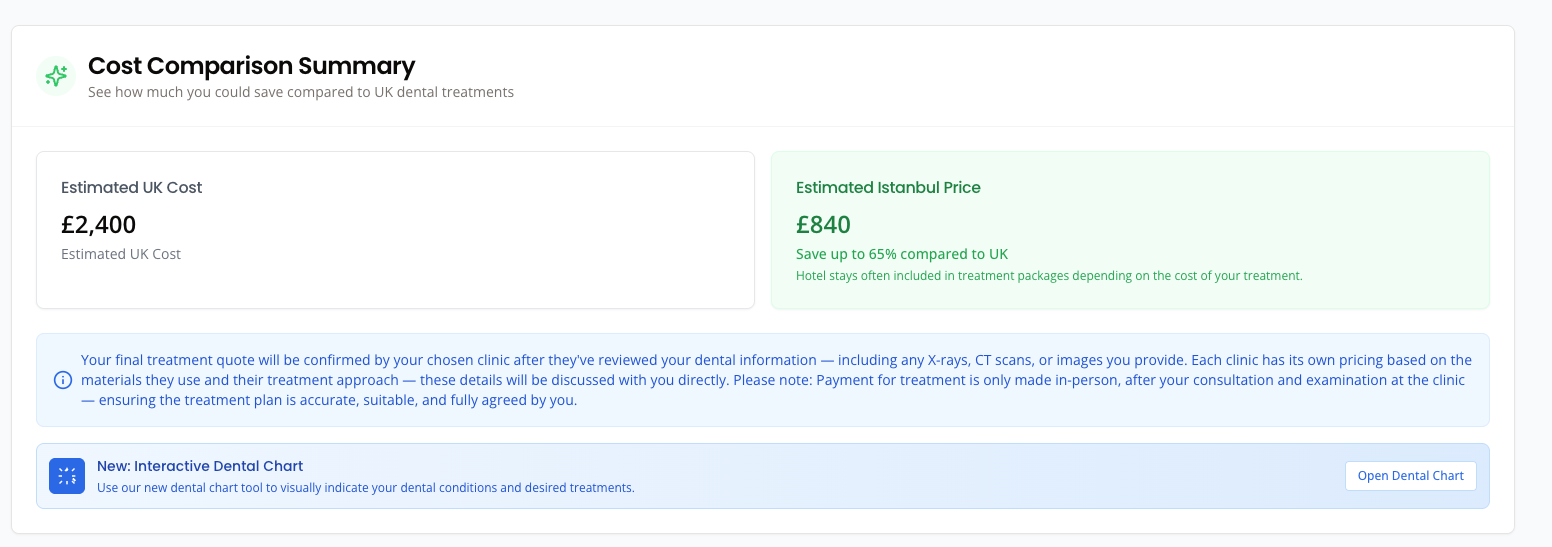 Cost Comparison Summary
See how much you could save compared to UK dental treatments
Estimated UK Cost
£2,400
Estimated UK Cost
Estimated Istanbul Price
£840
Save up to 65% compared to UK
Hotel stays often included in treatment packages depending on the cost of your treatment.
Your final treatment quote will be confirmed by your chosen clinic after they've reviewed your dental information — including any X-rays, CT scans, or images you provide. Each clinic has its own pricing based on the
materials they use and their treatment approach — these details will be discussed with you directly. Please note: Payment for treatment is only made in-person, after your consultation and examination at the clinic
— ensuring the treatment plan is accurate, suitable, and fully agreed by you.
New: Interactive Dental Chart
Use our new dental chart tool to visually indicate your dental conditions and desired treatments.
Open Dental Chart